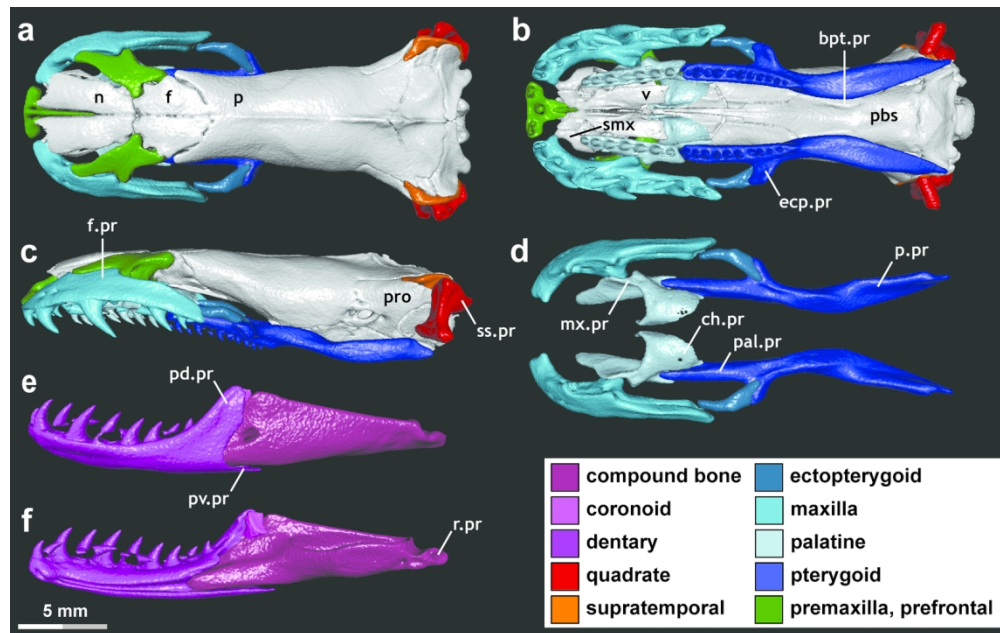 a
n
f
p
b
bpt.pr
v
pbs
smx
ecp.pr
c
f.pr
pro
ss.pr
d
p.pr
mx.pr
ch.pr
pal.pr
e
pd.pr
pv.pr
f
r.pr
5 mm
compound bone
coronoid
dentary
quadrate
supratemporal
ectopterygoid
maxilla
palatine
pterygoid
premaxilla, prefrontal